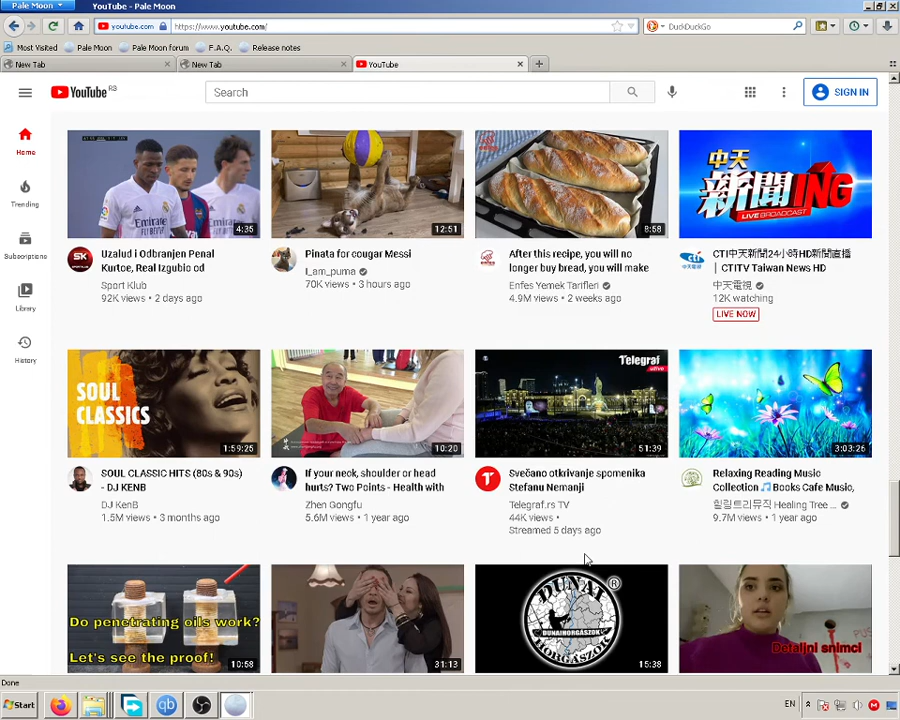 Pale Moon
YouTube - Pale Moon
youtube.com
https://www.youtube.com/
DuckDuckGo
Most Visited
Pale Moon
Pale Moon forum
F.A.Q.
Release notes
New Tab
New Tab
YouTube
YouTube RS
Search
SIGN IN
Home
Trending
Subscriptions
Library
History
4:35
Uzalud i Odbranjen Penal
Kurtoe, Real Izgubio od
Sport Klub
92K views • 2 days ago
12:51
Pinata for cougar Messi
I_am_puma
70K views • 3 hours ago
8:58
After this recipe, you will no
longer buy bread, you will make
Enfes Yemek Tarifleri
4.9M views • 2 weeks ago
中天
新聞ING
LIVE BROADCAST
CTI中天新聞24小時HD新聞直播
│ CTITV Taiwan News HD
中天電視
12K watching
LIVE NOW
SOUL
CLASSICS
1:59:25
SOUL CLASSIC HITS (80s & 90s)
- DJ KENB
DJ KenB
1.5M views • 3 months ago
10:20
If your neck, shoulder or head
hurts? Two Points - Health with
Zhen Gongfu
5.6M views • 1 year ago
Telegraf
51:39
Svečano otkrivanje spomenika
Stefanu Nemanji
Telegraf.rs TV
44K views •
Streamed 5 days ago
3:03:26
Relaxing Reading Music
Collection 🎵Books Cafe Music,
힐링트리뮤직 Healing Tree ...
9.7M views • 1 year ago
Do penetrating oils work?
Let's see the proof!
10:58
31:13
DUNAI
DUNAIHORGÁSZOK
HORGÁSZOK
15:38
Detaljni snimci
Done
Start
EN